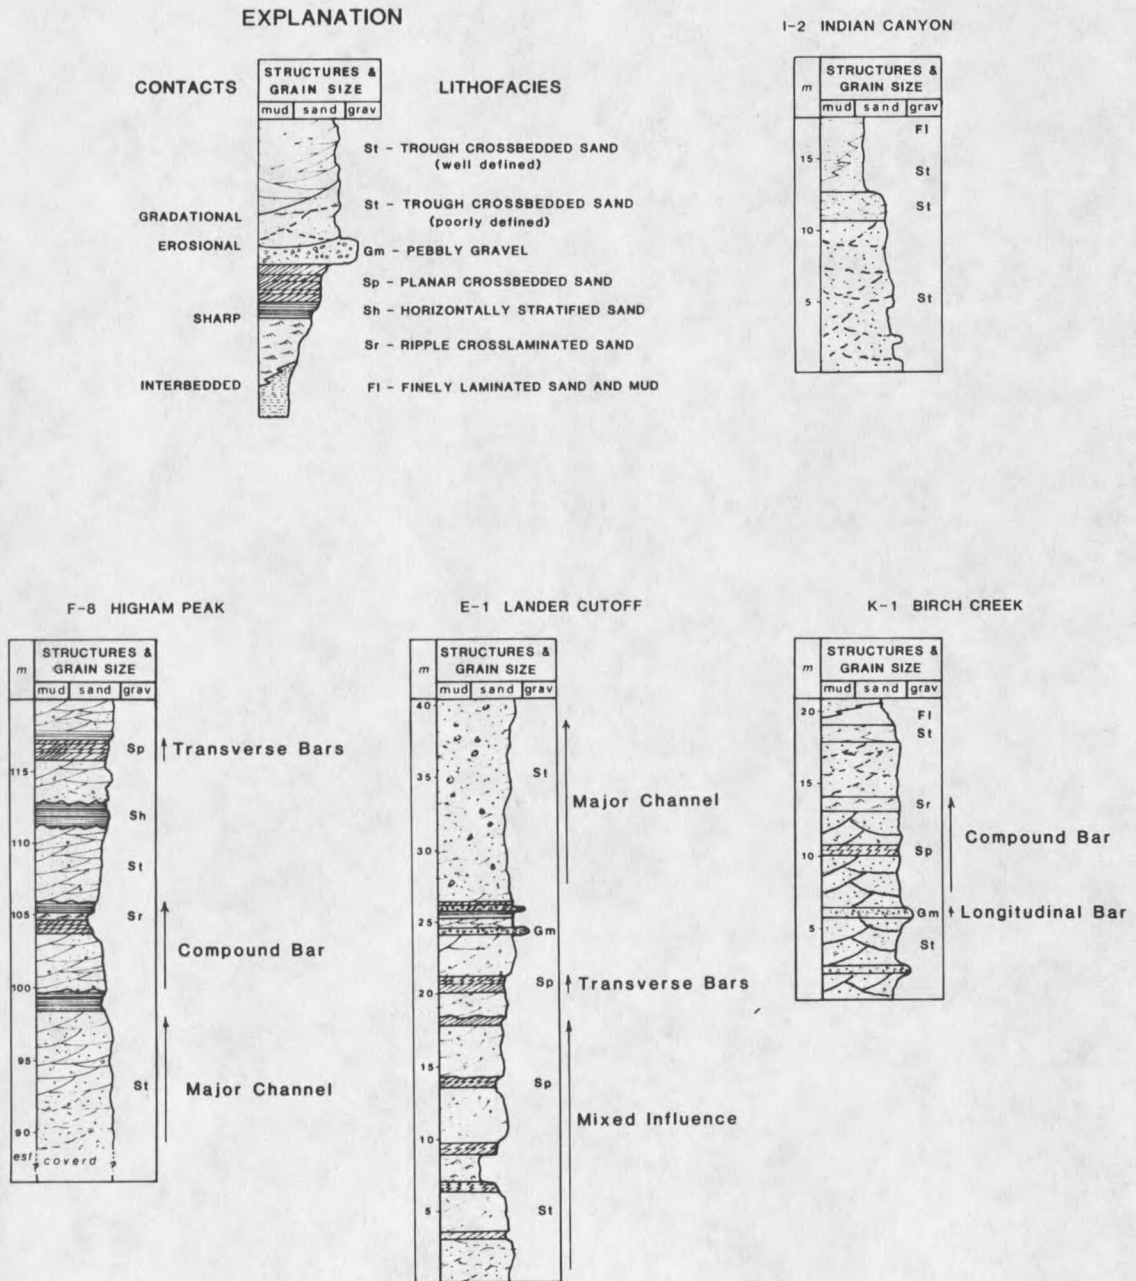 EXPLANATION
CONTACTS
STRUCTURES &
GRAIN SIZE
mud sand grav
LITHOFACIES
St - TROUGH CROSSBEDDED SAND
(well defined)
St - TROUGH CROSSBEDDED SAND
(poorly defined)
GRADATIONAL
EROSIONAL
Gm - PEBBLY GRAVEL
Sp - PLANAR CROSSBEDDED SAND
Sh - HORIZONTALLY STRATIFIED SAND
SHARP
Sr - RIPPLE CROSSLAMINATED SAND
INTERBEDDED
Fl - FINELY LAMINATED SAND AND MUD
I-2 INDIAN CANYON
m
STRUCTURES &
GRAIN SIZE
mud sand grav
Fl
15
St
St
10
5
St
F-8 HIGHAM PEAK
m
STRUCTURES &
GRAIN SIZE
mud sand grav
Sp
Transverse Bars
115
Sh
110
St
105
Sr
Compound Bar
100
95
St
Major Channel
90
est
? coverd ?
E-1 LANDER CUTOFF
m
STRUCTURES &
GRAIN SIZE
mud sand grav
40
35
St
Major Channel
30
25
Gm
20
Sp
Transverse Bars
15
Sp
Mixed Influence
10
5
St
K-1 BIRCH CREEK
m
STRUCTURES &
GRAIN SIZE
mud sand grav
20
Fl
St
15
Sr
Compound Bar
10
Sp
Gm
Longitudinal Bar
5
St